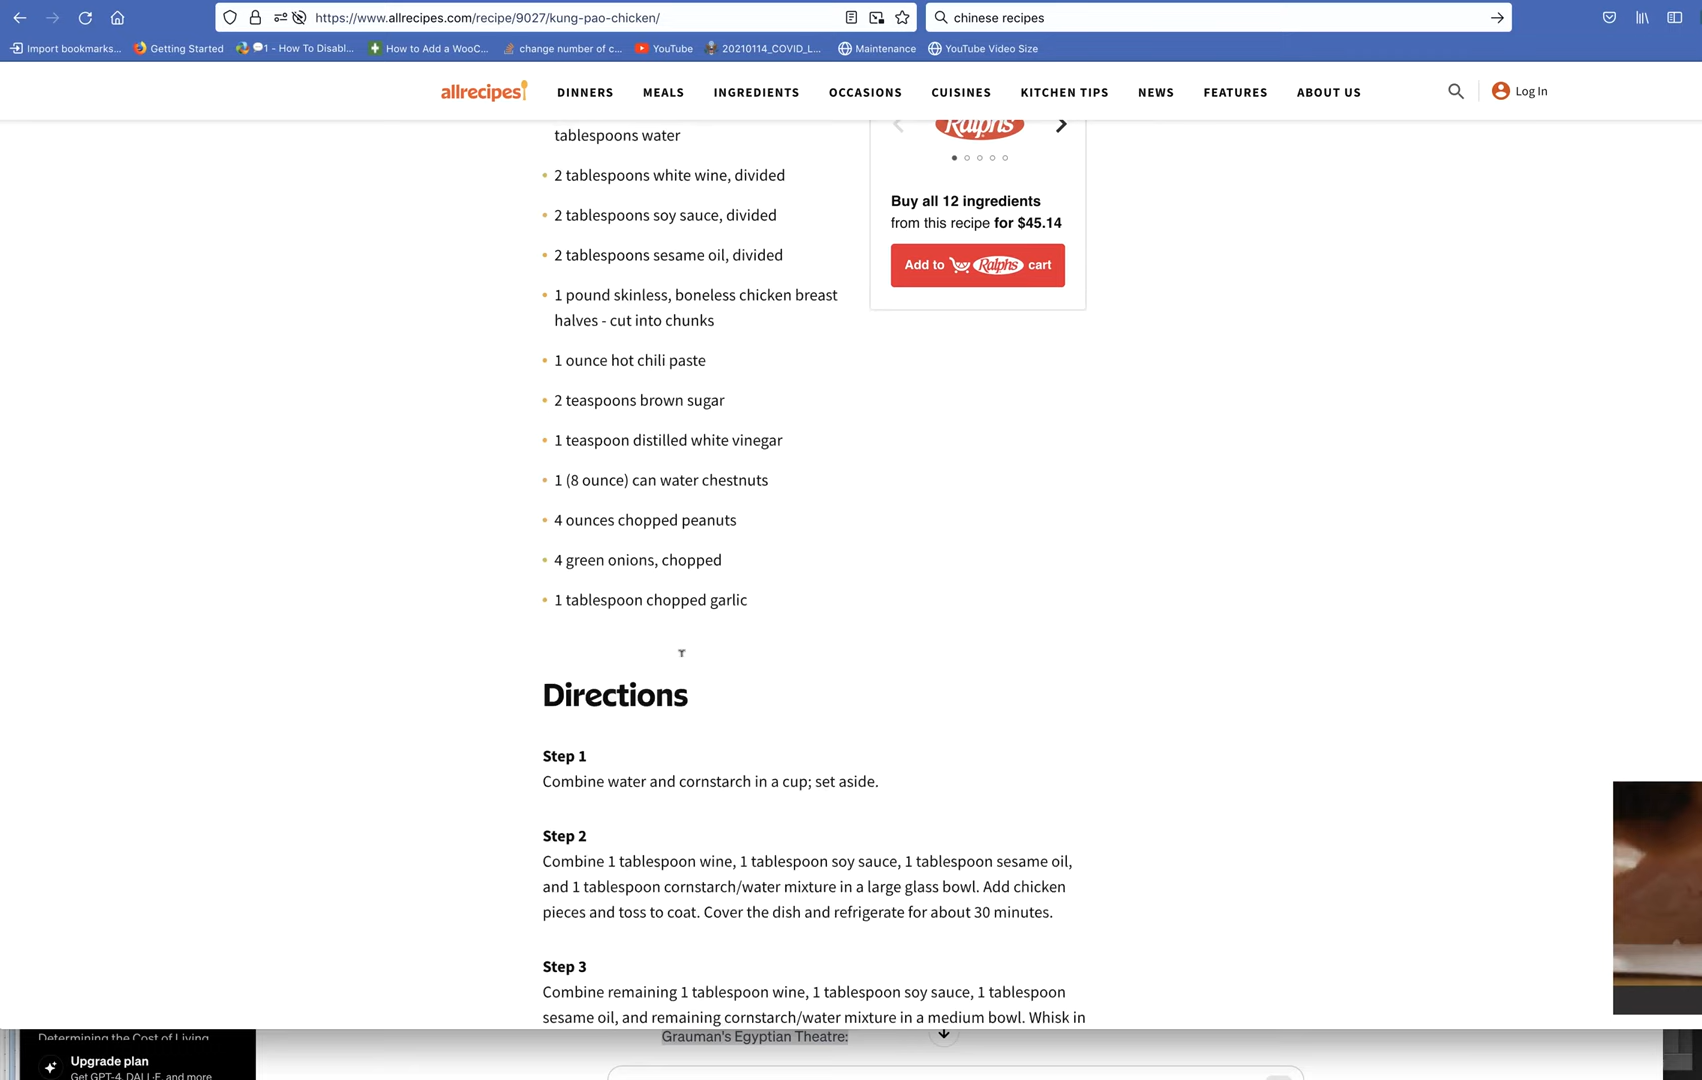 https://www.allrecipes.com/recipe/9027/kung-pao-chicken/
chinese recipes
Import bookmarks...
Getting Started
1 - How To Disabl...
How to Add a WooC...
change number of c...
YouTube
20210114_COVID_L...
Maintenance
YouTube Video Size
allrecipes
DINNERS
MEALS
INGREDIENTS
OCCASIONS
CUISINES
KITCHEN TIPS
NEWS
FEATURES
ABOUT US
Log In
tablespoons water
2 tablespoons white wine, divided
2 tablespoons soy sauce, divided
2 tablespoons sesame oil, divided
1 pound skinless, boneless chicken breast
halves - cut into chunks
1 ounce hot chili paste
2 teaspoons brown sugar
1 teaspoon distilled white vinegar
1 (8 ounce) can water chestnuts
4 ounces chopped peanuts
4 green onions, chopped
1 tablespoon chopped garlic
Ralphs
Buy all 12 ingredients
from this recipe for $45.14
Add to Ralphs cart
Directions
Step 1
Combine water and cornstarch in a cup; set aside.
Step 2
Combine 1 tablespoon wine, 1 tablespoon soy sauce, 1 tablespoon sesame oil,
and 1 tablespoon cornstarch/water mixture in a large glass bowl. Add chicken
pieces and toss to coat. Cover the dish and refrigerate for about 30 minutes.
Step 3
Combine remaining 1 tablespoon wine, 1 tablespoon soy sauce, 1 tablespoon
sesame oil, and remaining cornstarch/water mixture in a medium bowl. Whisk in
Determining the Cost of Living
Upgrade plan
Get GPT-4, DALL·E, and more
Grauman's Egyptian Theatre: